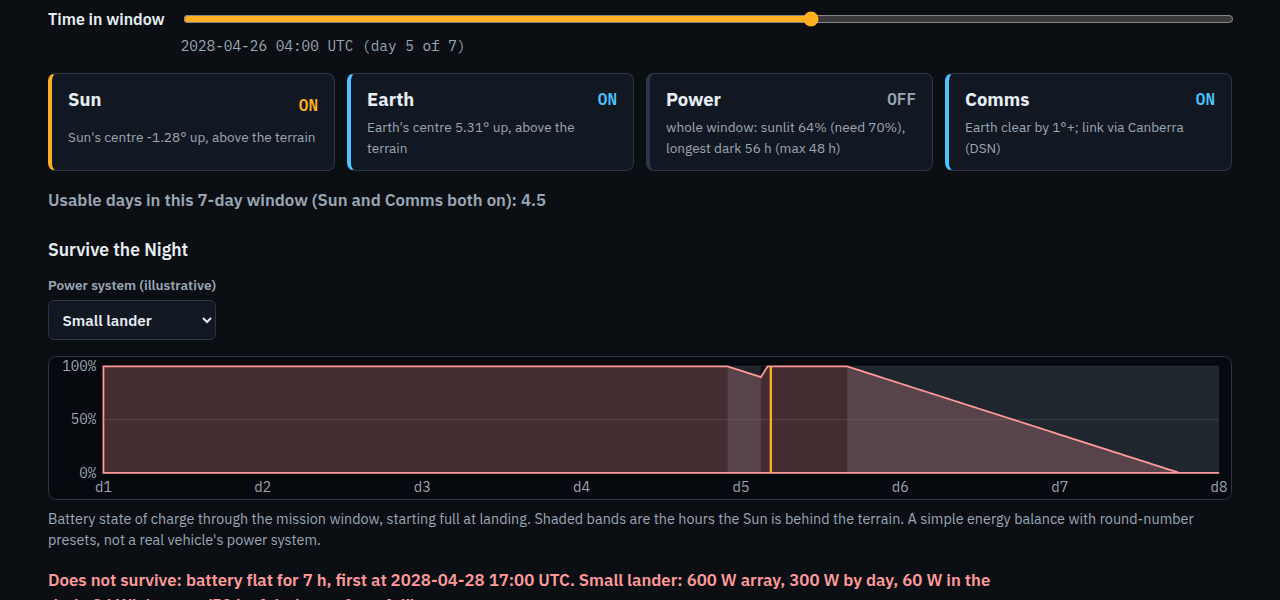 Time in window
2028-04-26 04:00 UTC (day 5 of 7)
Sun ON
Sun's centre -1.28° up, above the terrain
Earth ON
Earth's centre 5.31° up, above the
terrain
Power OFF
whole window: sunlit 64% (need 70%),
longest dark 56 h (max 48 h)
Comms ON
Earth clear by 1°+; link via Canberra
(DSN)
Usable days in this 7-day window (Sun and Comms both on): 4.5
Survive the Night
Power system (illustrative)
Small lander
100%
50%
0%
d1 d2 d3 d4 d5 d6 d7 d8
Battery state of charge through the mission window, starting full at landing. Shaded bands are the hours the Sun is behind the terrain. A simple energy balance with round-number
presets, not a real vehicle's power system.
Does not survive: battery flat for 7 h, first at 2028-04-28 17:00 UTC. Small lander: 600 W array, 300 W by day, 60 W in the